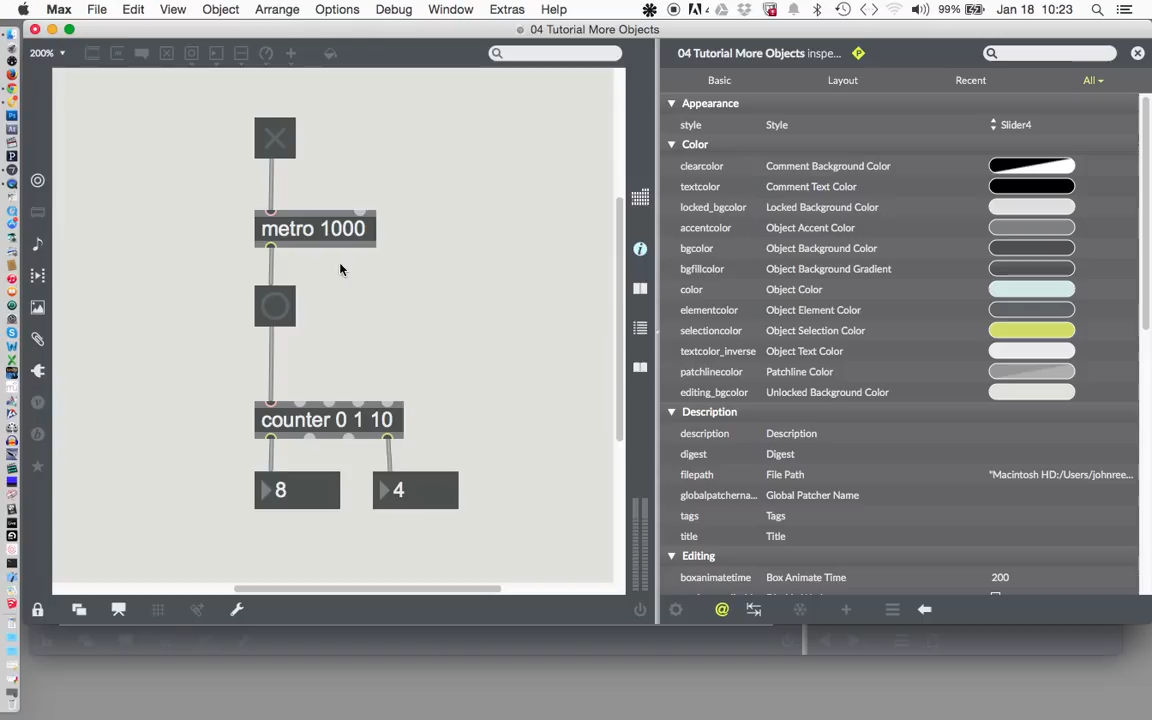 Max File Edit View Object Arrange Options Debug Window Extras Help 4 99% Jan 18 10:23
04 Tutorial More Objects
200%
metro 1000
counter 0 1 10
8 4
04 Tutorial More Objects inspe...
Basic Layout Recent All
Appearance
style Style Slider4
Color
clearcolor Comment Background Color
textcolor Comment Text Color
locked_bgcolor Locked Background Color
accentcolor Object Accent Color
bgcolor Object Background Color
bgfillcolor Object Background Gradient
color Object Color
elementcolor Object Element Color
selectioncolor Object Selection Color
textcolor_inverse Object Text Color
patchlinecolor Patchline Color
editing_bgcolor Unlocked Background Color
Description
description Description
digest Digest
filepath File Path "Macintosh HD:/Users/johnree...
globalpatcherna... Global Patcher Name
tags Tags
title Title
Editing
boxanimatetime Box Animate Time 200